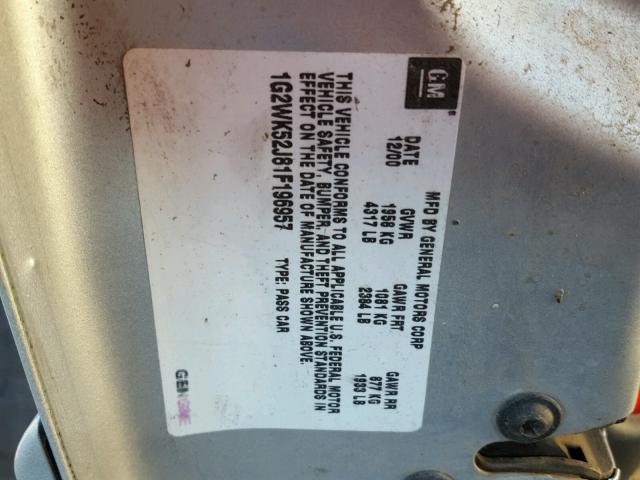 GM
MFD BY GENERAL MOTORS CORP
DATE GVWR GAWR FRT GAWR RR
12/00 1958 KG 1081 KG 877 KG
4317 LB 2384 LB 1933 LB
THIS VEHICLE CONFORMS TO ALL APPLICABLE U.S. FEDERAL MOTOR
VEHICLE SAFETY, BUMPER, AND THEFT PREVENTION STANDARDS IN
EFFECT ON THE DATE OF MANUFACTURE SHOWN ABOVE.
1G2WK52J81F196957 TYPE: PASS CAR